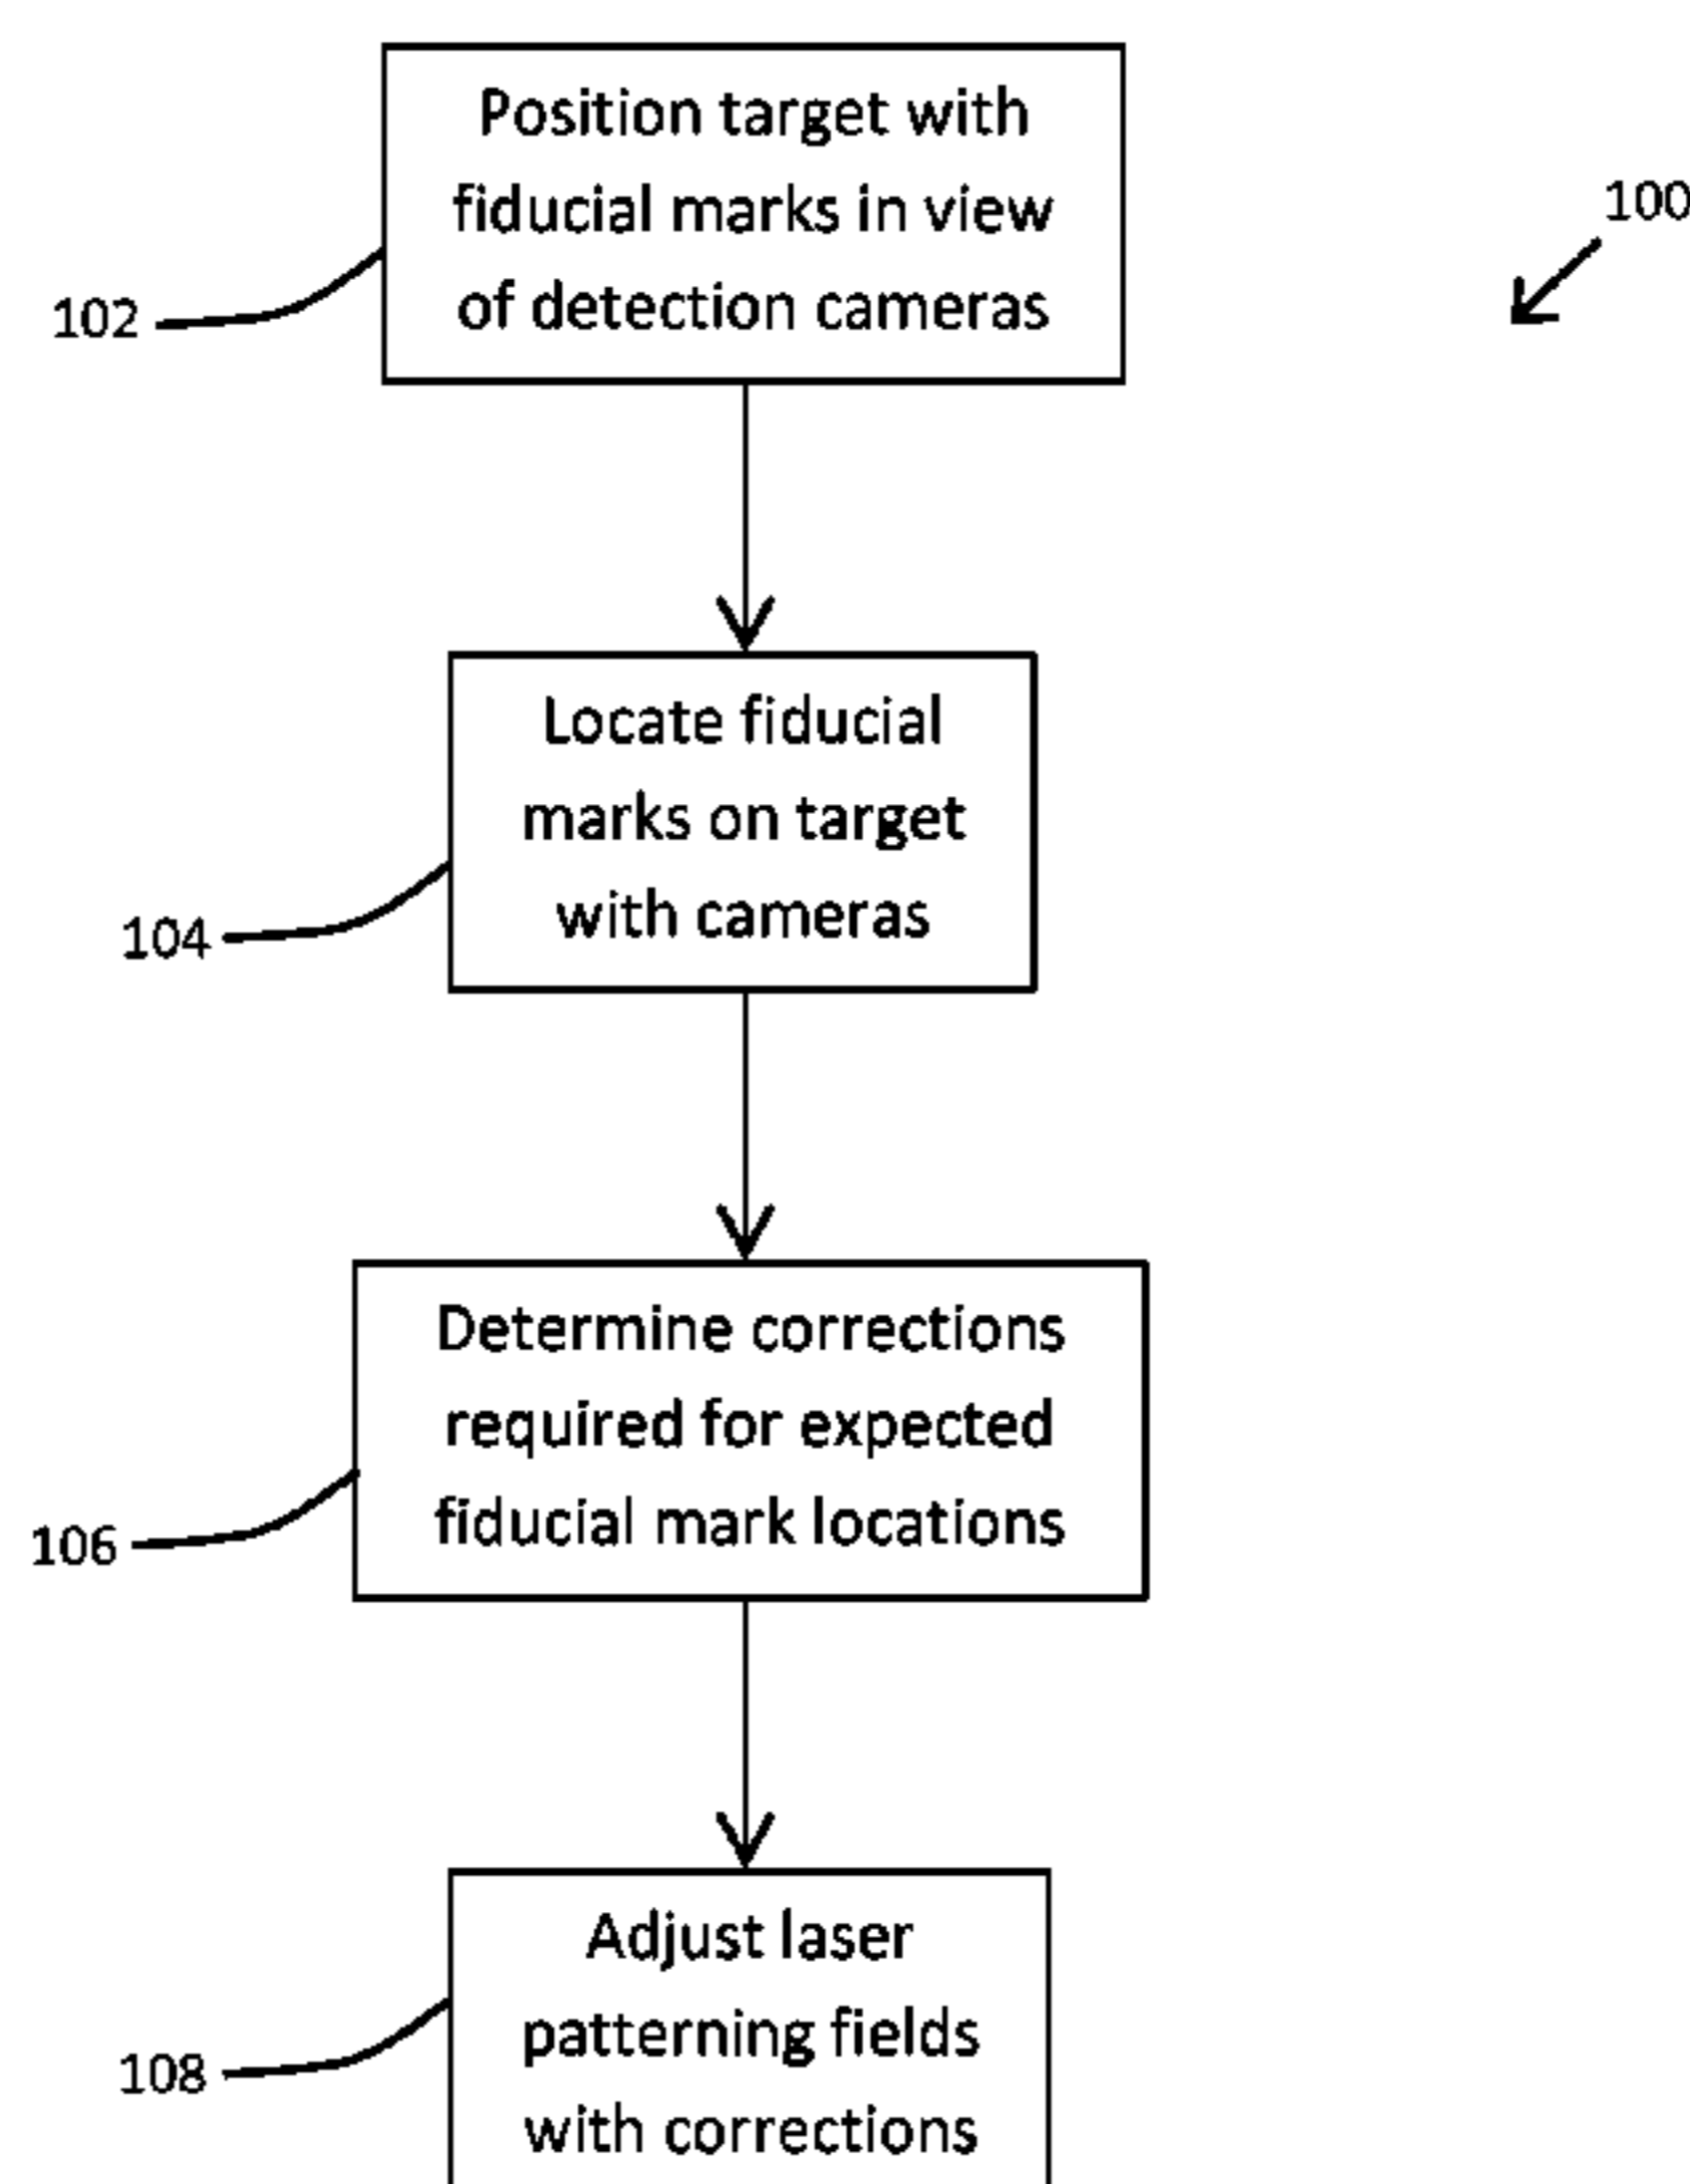 Position target with
fiducial marks in view
of detection cameras
100
102
Locate fiducial
marks on target
with cameras
104
Determine corrections
required for expected
fiducial mark locations
106
Adjust laser
patterning fields
with corrections
108